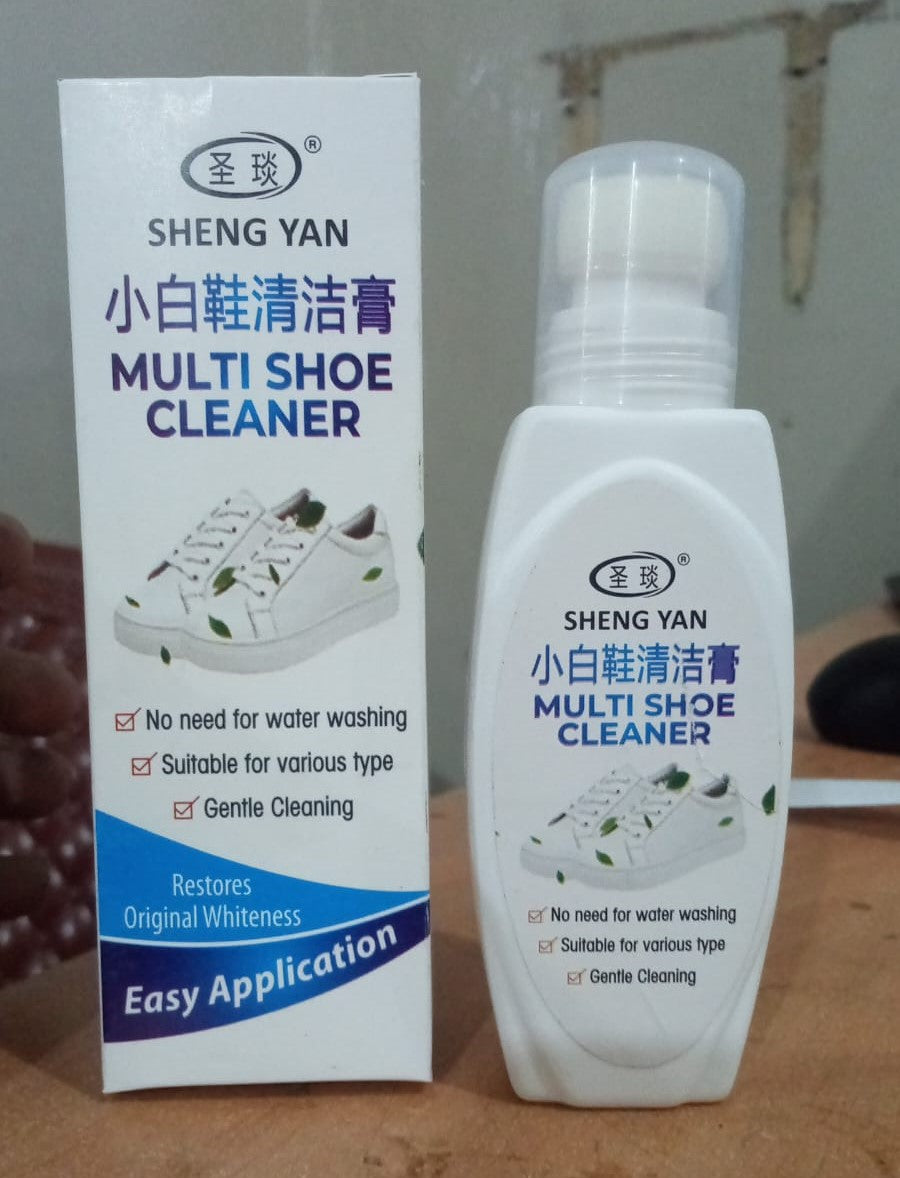 圣琰®
SHENG YAN
小白鞋清洁膏
MULTI SHOE
CLEANER
No need for water washing
Suitable for various type
Gentle Cleaning
Restores
Original Whiteness
Easy Application
圣琰®
SHENG YAN
小白鞋清洁膏
MULTI SHOE
CLEANER
No need for water washing
Suitable for various type
Gentle Cleaning